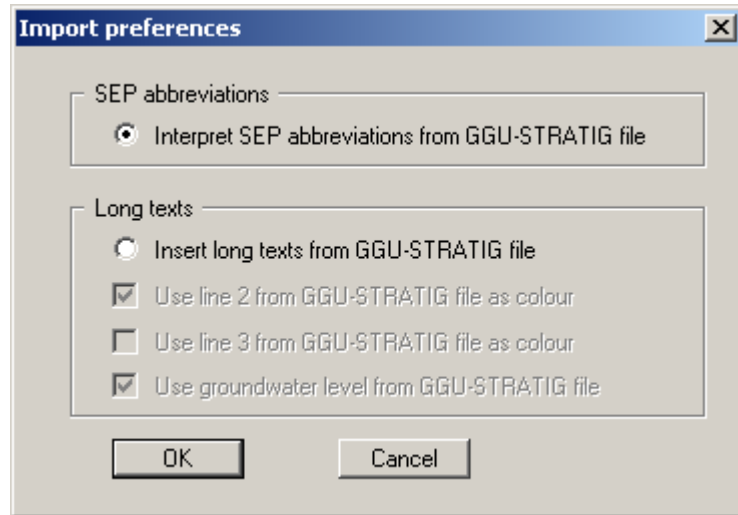 Import preferences
SEP abbreviations
Interpret SEP abbreviations from GGU-STRATIG file
Long texts
Insert long texts from GGU-STRATIG file
Use line 2 from GGU-STRATIG file as colour
Use line 3 from GGU-STRATIG file as colour
Use groundwater level from GGU-STRATIG file
OK Cancel